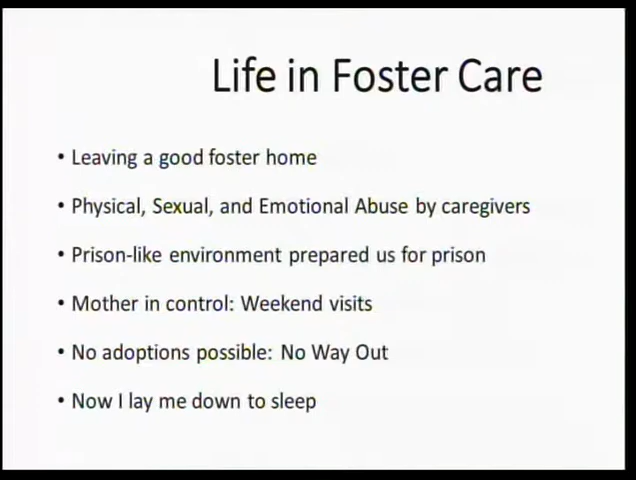 Life in Foster Care
• Leaving a good foster home
• Physical, Sexual, and Emotional Abuse by caregivers
• Prison-like environment prepared us for prison
• Mother in control: Weekend visits
• No adoptions possible: No Way Out
• Now I lay me down to sleep